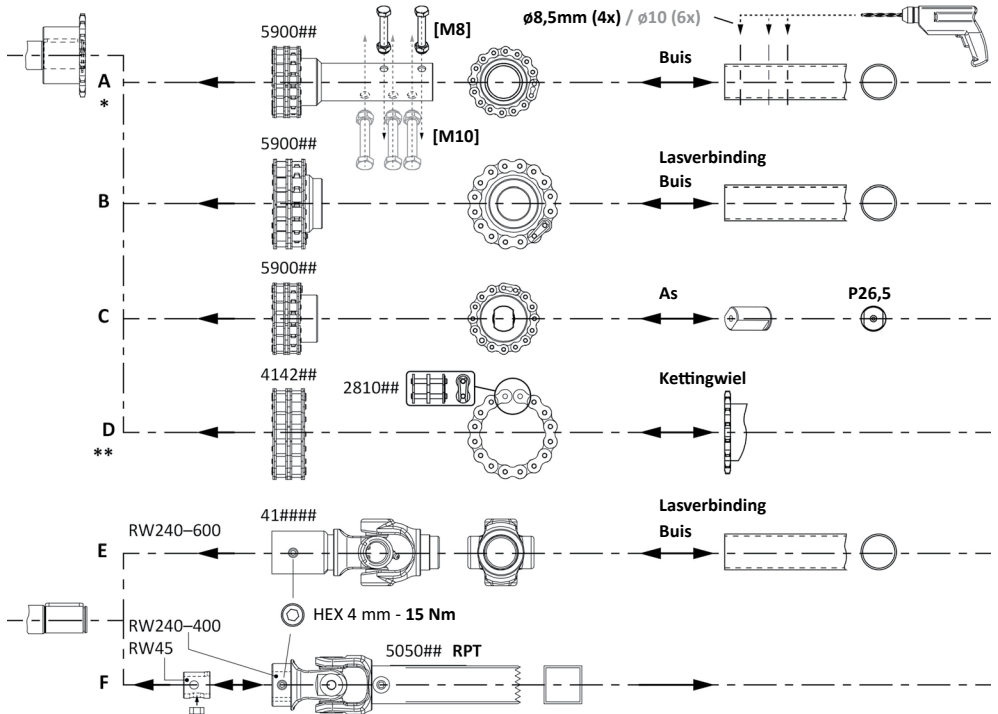 ø8,5mm (4x) / ø10 (6x)
5900##
[M8]
Buis
A
*
[M10]
5900##
Lasverbinding
Buis
B
5900##
As
P26,5
C
4142##
2810##
Kettingwiel
D
**
41####
Lasverbinding
RW240–600
Buis
E
HEX 4 mm - 15 Nm
RW240–400
RW45
5050## RPT
F